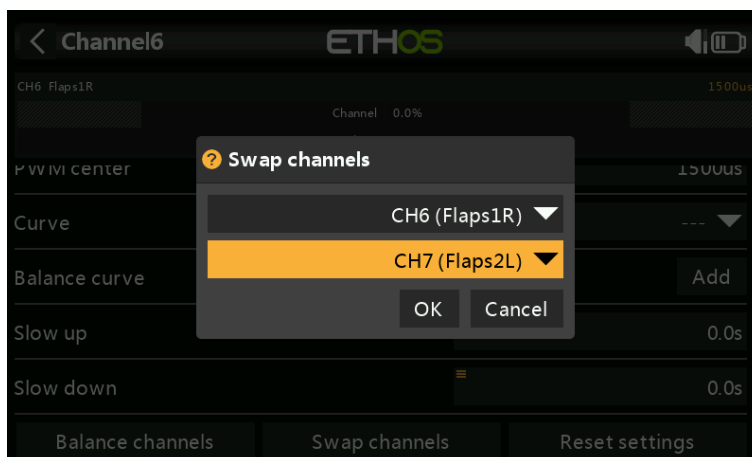 Channel6
ETHOS
CH6 Flaps1R 1500us
Channel 0.0%
PWM center 1500us
Swap channels
CH6 (Flaps1R)
Curve ---
CH7 (Flaps2L)
Balance curve Add
OK Cancel
Slow up 0.0s
Slow down 0.0s
Balance channels Swap channels Reset settings